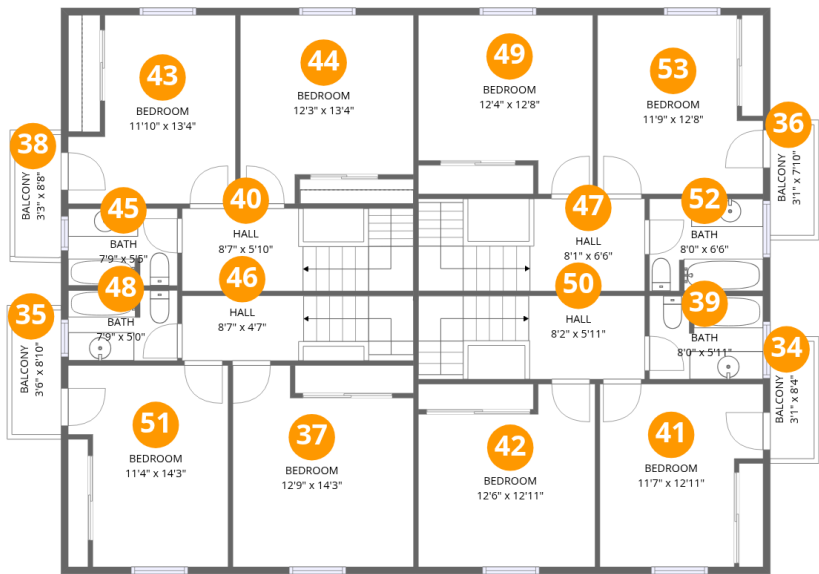 43
BEDROOM
11'10" x 13'4"
44
BEDROOM
12'3" x 13'4"
49
BEDROOM
12'4" x 12'8"
53
BEDROOM
11'9" x 12'8"
38
BALCONY
3'3" x 8'8"
36
BALCONY
3'1" x 7'10"
45
BATH
7'9" x 5'5"
40
HALL
8'7" x 5'10"
47
HALL
8'1" x 6'6"
52
BATH
8'0" x 6'6"
35
BALCONY
3'6" x 8'10"
48
BATH
7'9" x 5'0"
46
HALL
8'7" x 4'7"
50
HALL
8'2" x 5'11"
39
BATH
8'0" x 5'11"
34
BALCONY
3'1" x 8'4"
51
BEDROOM
11'4" x 14'3"
37
BEDROOM
12'9" x 14'3"
42
BEDROOM
12'6" x 12'11"
41
BEDROOM
11'7" x 12'11"